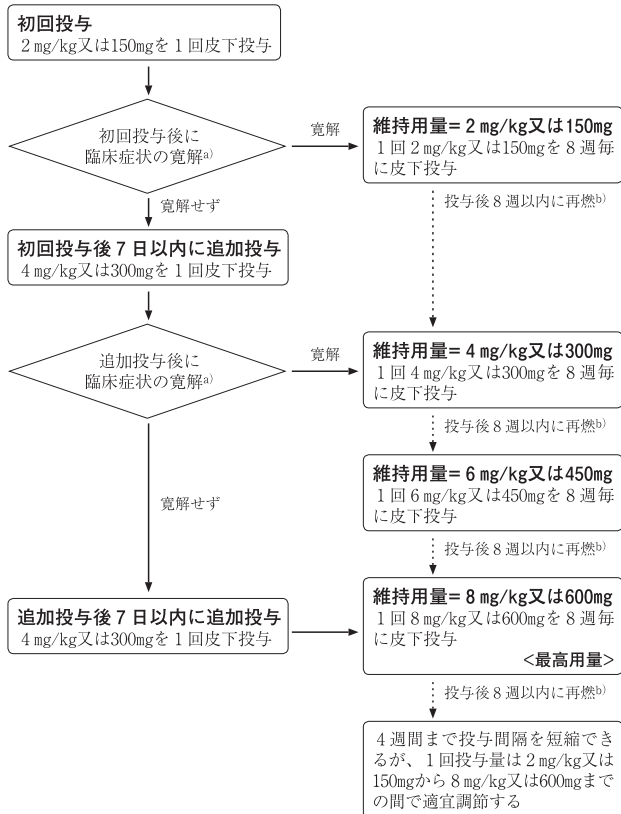 初回投与
2 mg/kg又は150mgを1回皮下投与
初回投与後に
臨床症状の寛解a)
寛解
維持用量=2 mg/kg又は150mg
1回2 mg/kg又は150mgを8週毎
に皮下投与
寛解せず
投与後8週以内に再燃b)
初回投与後7日以内に追加投与
4 mg/kg又は300mgを1回皮下投与
追加投与後に
臨床症状の寛解a)
寛解
維持用量=4 mg/kg又は300mg
1回4 mg/kg又は300mgを8週毎
に皮下投与
投与後8週以内に再燃b)
維持用量=6 mg/kg又は450mg
1回6 mg/kg又は450mgを8週毎
に皮下投与
寛解せず
投与後8週以内に再燃b)
追加投与後7日以内に追加投与
4 mg/kg又は300mgを1回皮下投与
維持用量=8 mg/kg又は600mg
1回8 mg/kg又は600mgを8週毎
に皮下投与
<最高用量>
投与後8週以内に再燃b)
4週間まで投与間隔を短縮でき
るが、1回投与量は2 mg/kg又は
150mgから8 mg/kg又は600mgまで
の間で適宜調節する